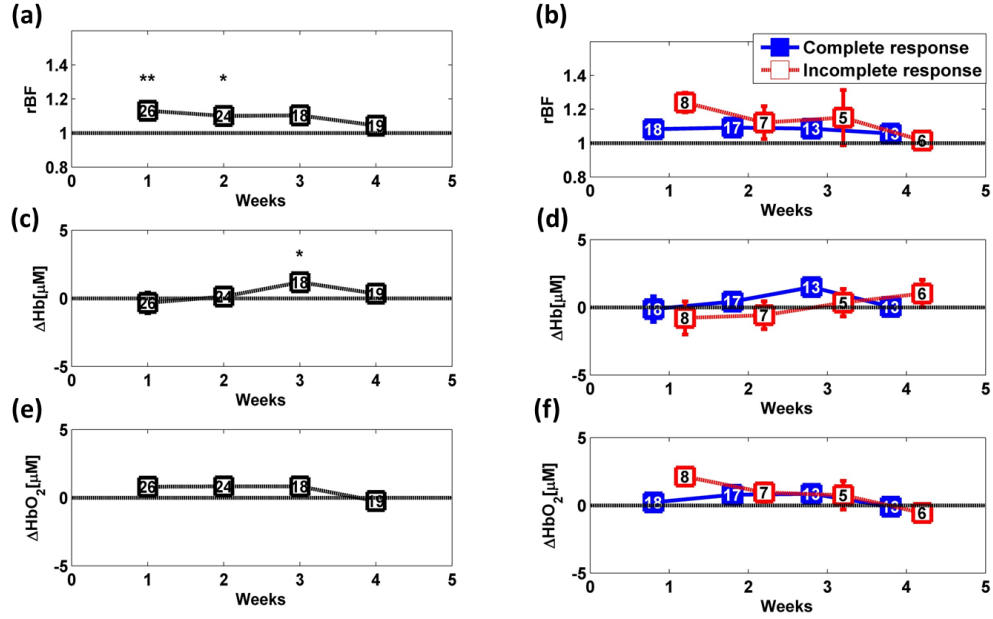 (a)
rBF
1.4
1.2
1
0.8
** *
26 24 18 19
0 1 2 3 4 5
Weeks
(b)
rBF
1.4
1.2
1
0.8
Complete response
Incomplete response
18 17 13 13
8 7 5 6
0 1 2 3 4 5
Weeks
(c)
ΔHb[μM]
5
0
-5
*
26 24 18 19
0 1 2 3 4 5
Weeks
(d)
ΔHb[μM]
5
0
-5
17 13 13
8 7 5 6
0 1 2 3 4 5
Weeks
(e)
ΔHbO₂[μM]
5
0
-5
26 24 18 19
0 1 2 3 4 5
Weeks
(f)
ΔHbO₂[μM]
5
0
-5
18 17 13 13
8 7 5 6
0 1 2 3 4 5
Weeks